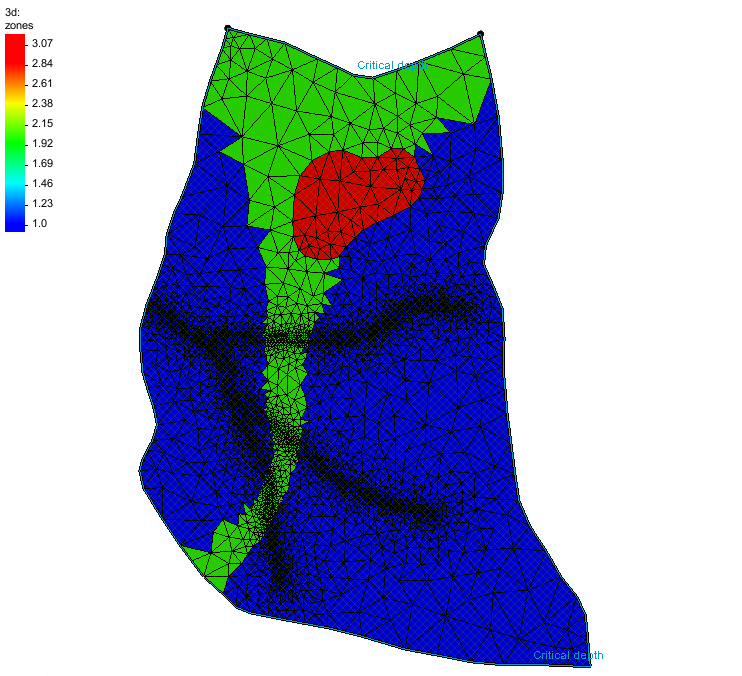 3d:
zones
3.07
2.84
2.61
2.38
2.15
1.92
1.69
1.46
1.23
1.0
Critical depth
Critical depth